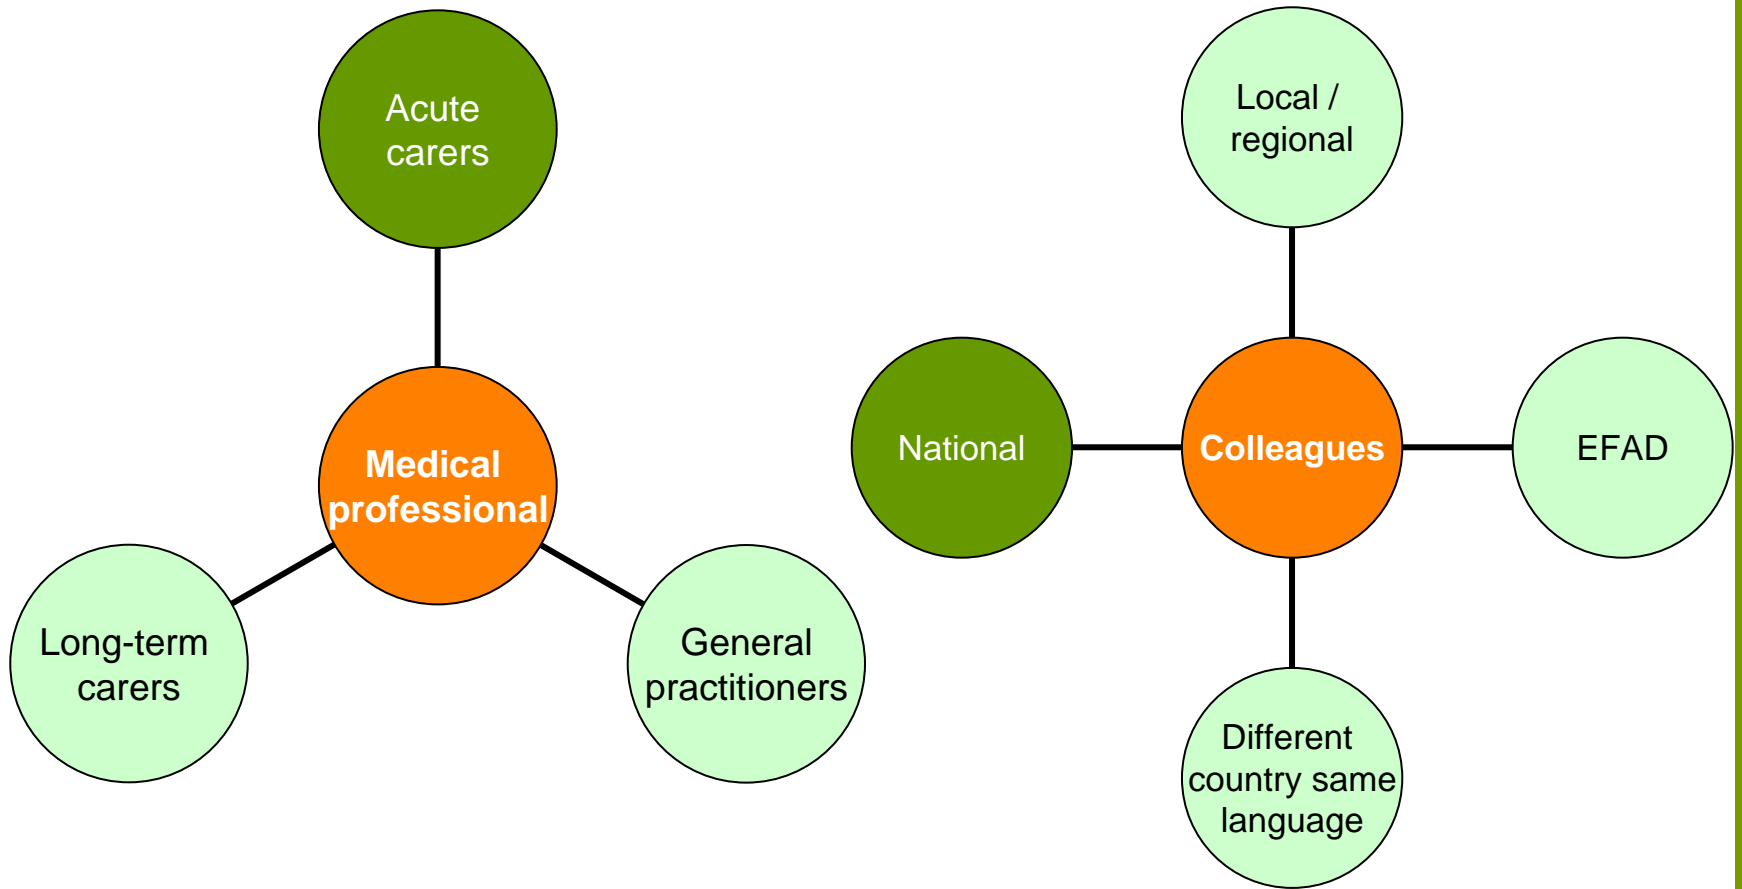 Acute
carers
Medical
professional
Long-term
carers
General
practitioners
Local /
regional
National
Colleagues
EFAD
Different
country same
language